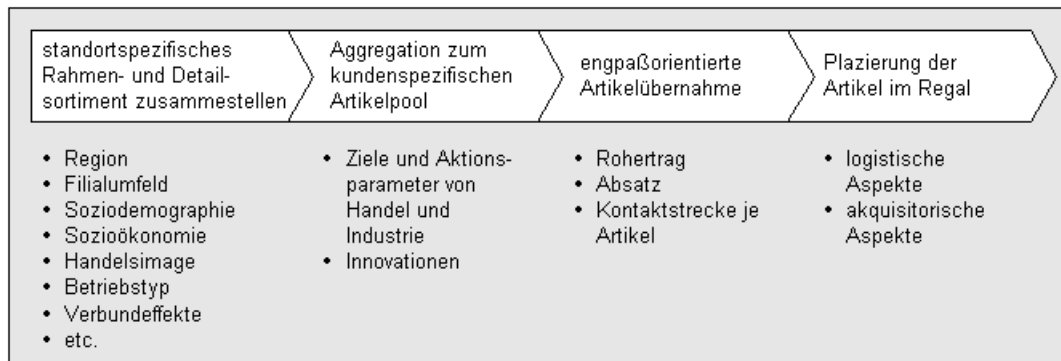 standortspezifisches
Rahmen- und Detail-
sortiment zusammestellen
Aggregation zum
kundenspezifischen
Artikelpool
engpaßorientierte
Artikelübernahme
Plazierung der
Artikel im Regal
• Region
• Filialumfeld
• Soziodemographie
• Sozioökonomie
• Handelsimage
• Betriebstyp
• Verbundeffekte
• etc.
• Ziele und Aktions-
parameter von
Handel und
Industrie
• Innovationen
• Rohertrag
• Absatz
• Kontaktstrecke je
Artikel
• logistische
Aspekte
• akquisitorische
Aspekte